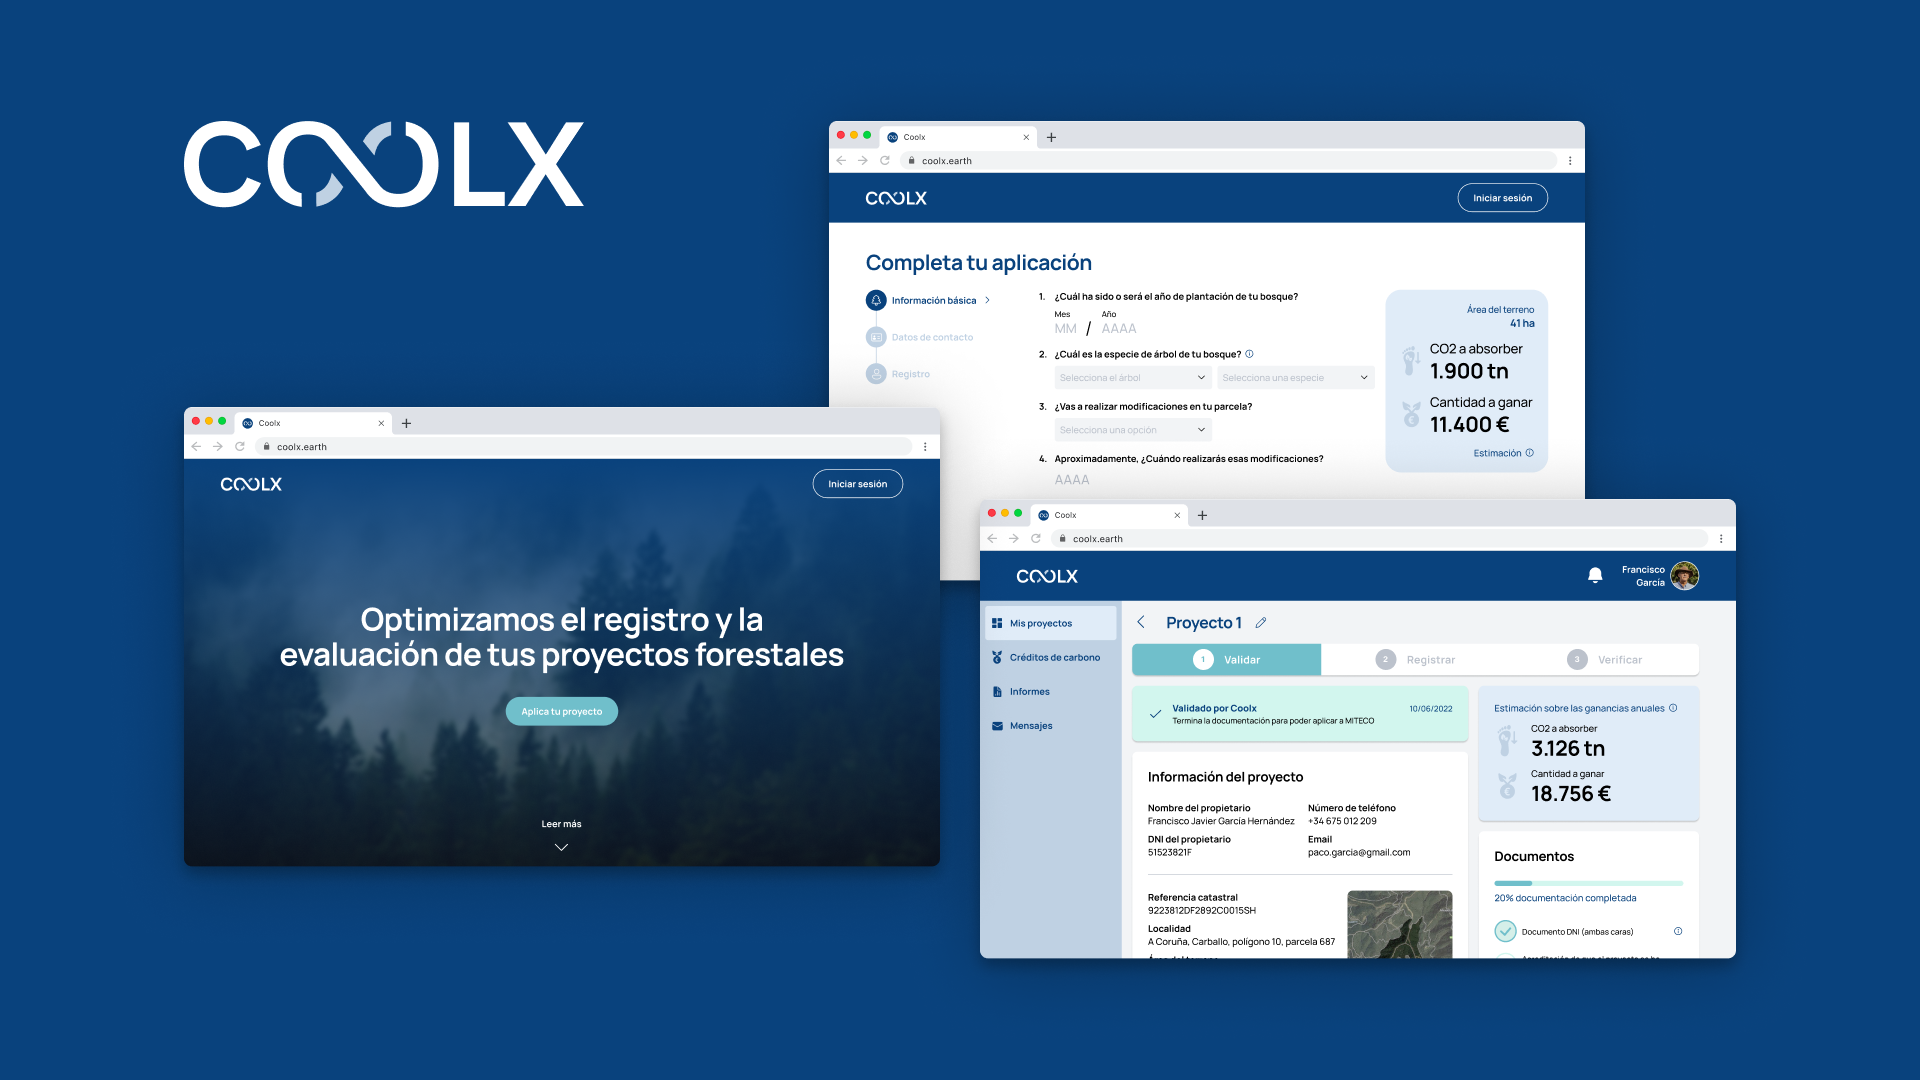 COOLX
Coolx
coolx.earth
COOLX
Iniciar sesión
Completa tu aplicación
Información básica
Datos de contacto
Registro
1. ¿Cuál ha sido o será el año de plantación de tu bosque?
Mes Año
MM / AAAA
2. ¿Cuál es la especie de árbol de tu bosque?
Selecciona el árbol Selecciona una especie
3. ¿Vas a realizar modificaciones en tu parcela?
Selecciona una opción
4. Aproximadamente, ¿Cuándo realizarás esas modificaciones?
AAAA
Área del terreno
41 ha
CO2 a absorber
1.900 tn
Cantidad a ganar
11.400 €
Estimación
Coolx
coolx.earth
COOLX
Iniciar sesión
Optimizamos el registro y la
evaluación de tus proyectos forestales
Aplica tu proyecto
Leer más
Coolx
coolx.earth
COOLX
Francisco
García
Mis proyectos
Créditos de carbono
Informes
Mensajes
Proyecto 1
1 Validar
2 Registrar
3 Verificar
Validado por Coolx 10/06/2022
Termina la documentación para poder aplicar a MITECO
Información del proyecto
Nombre del propietario
Francisco Javier García Hernández
Número de teléfono
+34 675 012 209
DNI del propietario
51523821F
Email
paco.garcia@gmail.com
Referencia catastral
9223812DF2892C0015SH
Localidad
A Coruña, Carballo, polígono 10, parcela 687
Estimación sobre las ganancias anuales
CO2 a absorber
3.126 tn
Cantidad a ganar
18.756 €
Documentos
20% documentación completada
Documento DNI (ambas caras)